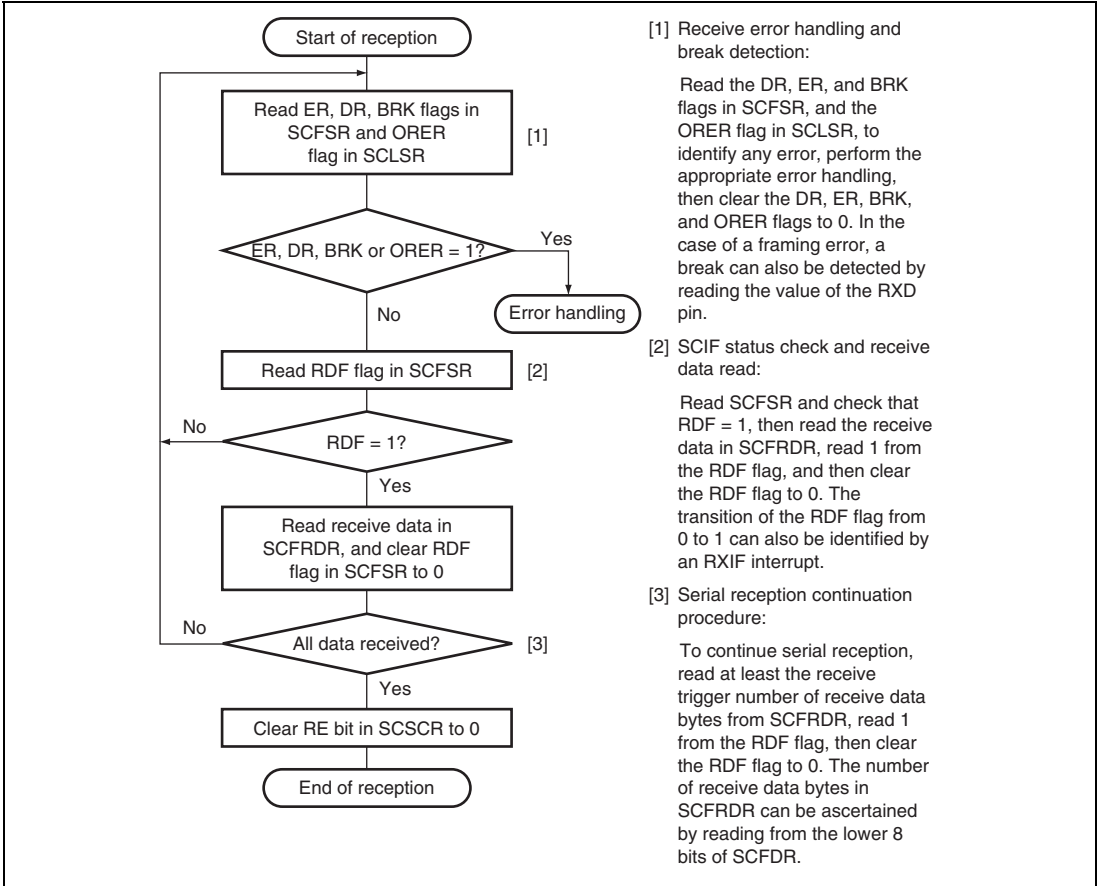 Start of reception
Read ER, DR, BRK flags in
SCFSR and ORER
flag in SCLSR
[1]
ER, DR, BRK or ORER = 1?
Yes
No
Error handling
Read RDF flag in SCFSR
[2]
No
RDF = 1?
Yes
Read receive data in
SCFRDR, and clear RDF
flag in SCFSR to 0
No
All data received?
[3]
Yes
Clear RE bit in SCSCR to 0
End of reception
[1] Receive error handling and
break detection:
Read the DR, ER, and BRK
flags in SCFSR, and the
ORER flag in SCLSR, to
identify any error, perform the
appropriate error handling,
then clear the DR, ER, BRK,
and ORER flags to 0. In the
case of a framing error, a
break can also be detected by
reading the value of the RXD
pin.
[2] SCIF status check and receive
data read:
Read SCFSR and check that
RDF = 1, then read the receive
data in SCFRDR, read 1 from
the RDF flag, and then clear
the RDF flag to 0. The
transition of the RDF flag from
0 to 1 can also be identified by
an RXIF interrupt.
[3] Serial reception continuation
procedure:
To continue serial reception,
read at least the receive
trigger number of receive data
bytes from SCFRDR, read 1
from the RDF flag, then clear
the RDF flag to 0. The number
of receive data bytes in
SCFRDR can be ascertained
by reading from the lower 8
bits of SCFDR.